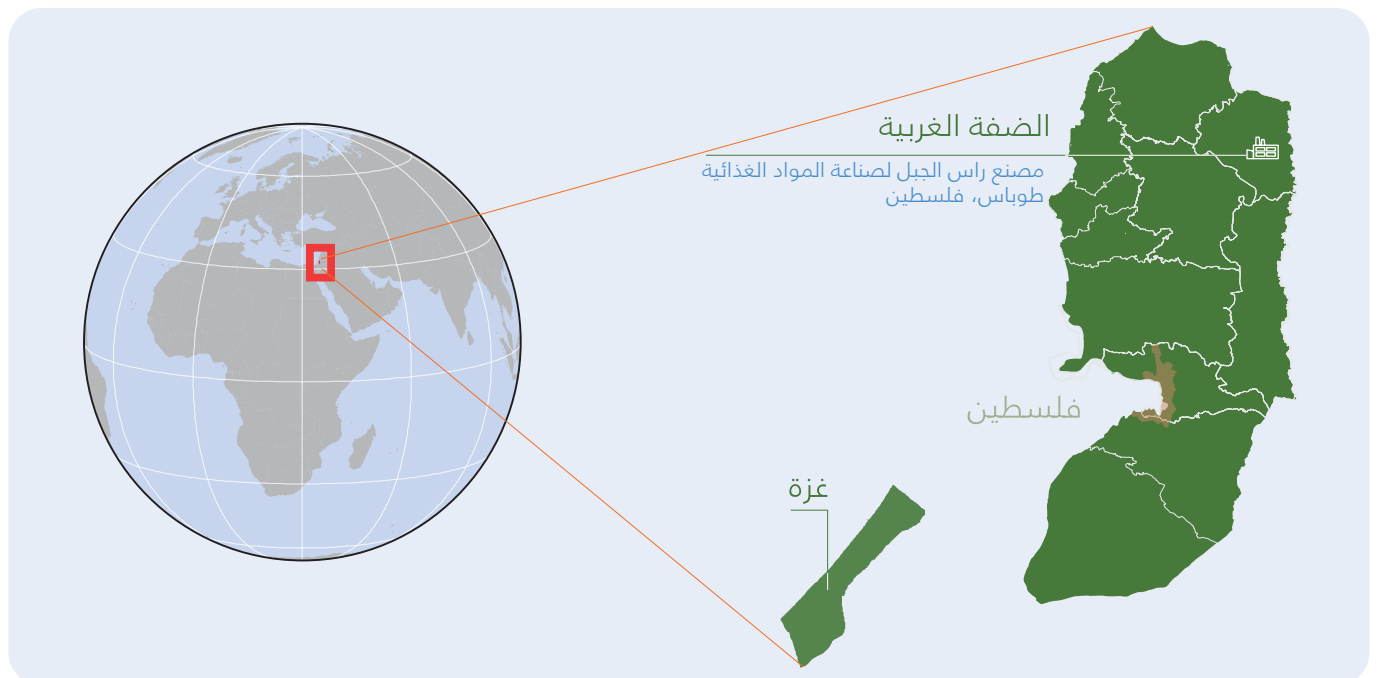 الضفة الغربية
مصنع راس الجبل لصناعة المواد الغذائية
طوباس، فلسطين
فلسطين
غزة